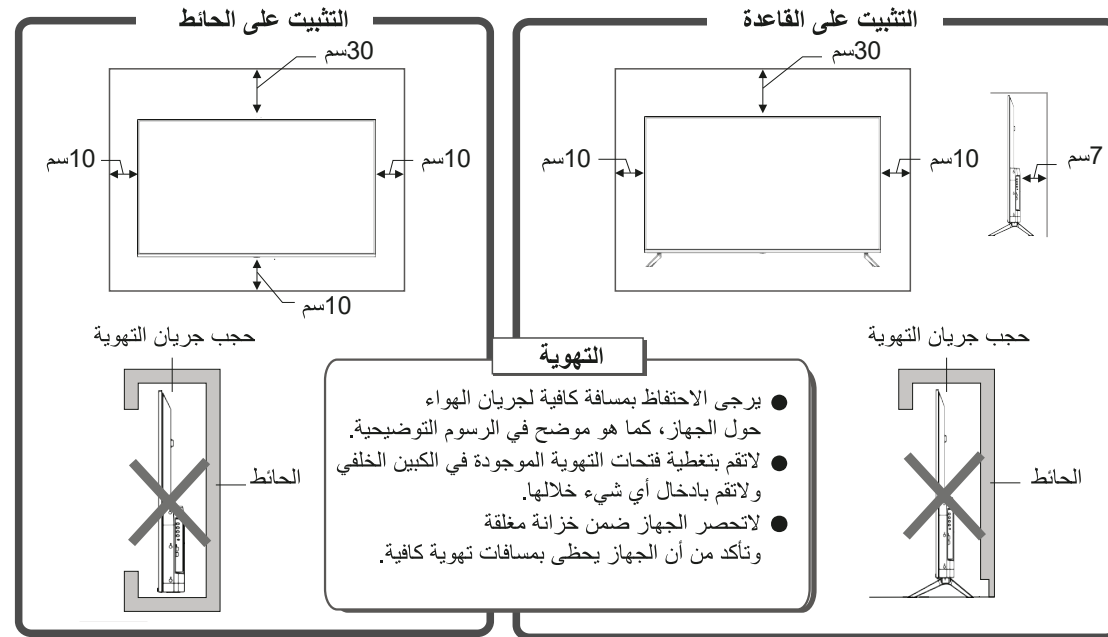 التثبيت على القاعدة
30سم
10سم
10سم
7سم
حجب جريان التهوية
الحائط
التثبيت على الحائط
30سم
10سم
10سم
10سم
حجب جريان التهوية
الحائط
التهوية
● يرجى الاحتفاظ بمسافة كافية لجريان الهواء
حول الجهاز، كما هو موضح في الرسوم التوضيحية.
● لاتقم بتغطية فتحات التهوية الموجودة في الكبين الخلفي
ولاتقم بادخال أي شيء خلالها.
● لاتحصر الجهاز ضمن خزانة مغلقة
وتأكد من أن الجهاز يحظى بمسافات تهوية كافية.